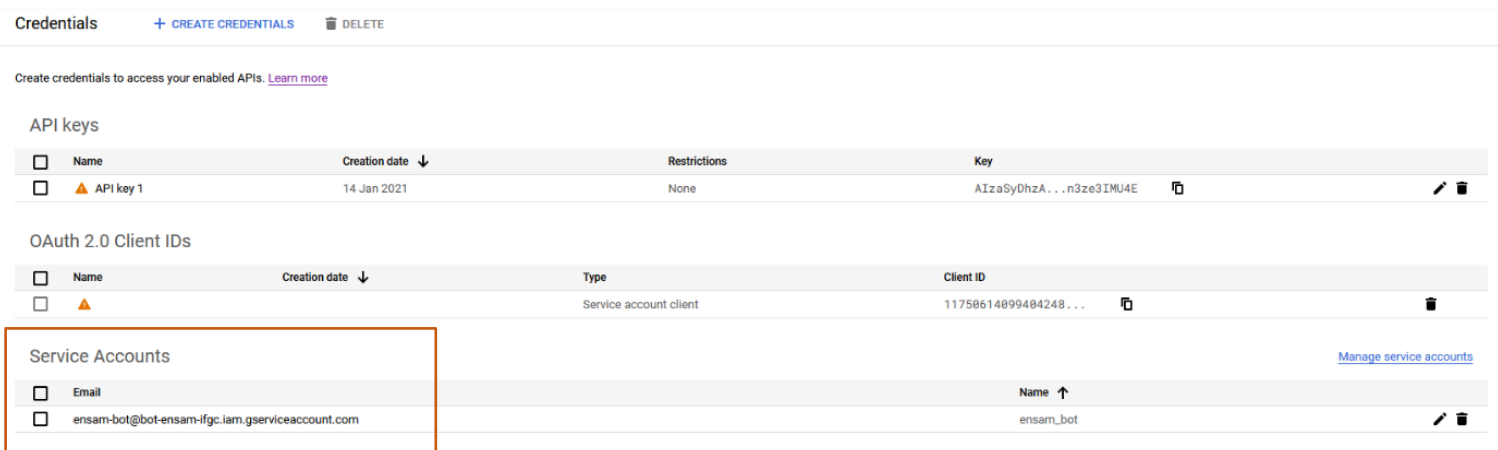 Credentials + CREATE CREDENTIALS DELETE
Create credentials to access your enabled APIs. Learn more
API keys
Name Creation date Restrictions Key
API key 1 14 Jan 2021 None AIzaSyDhzA...n3ze3IMU4E
OAuth 2.0 Client IDs
Name Creation date Type Client ID
Service account client 11750614099404248...
Service Accounts Manage service accounts
Email Name
ensam-bot@bot-ensam-ifgc.iam.gserviceaccount.com ensam_bot